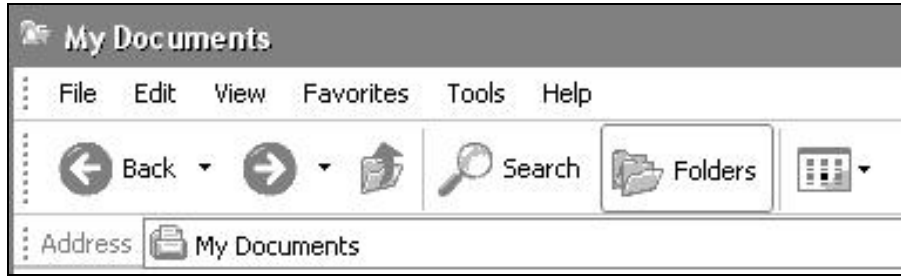 My Documents
File Edit View Favorites Tools Help
Back Search Folders
Address My Documents